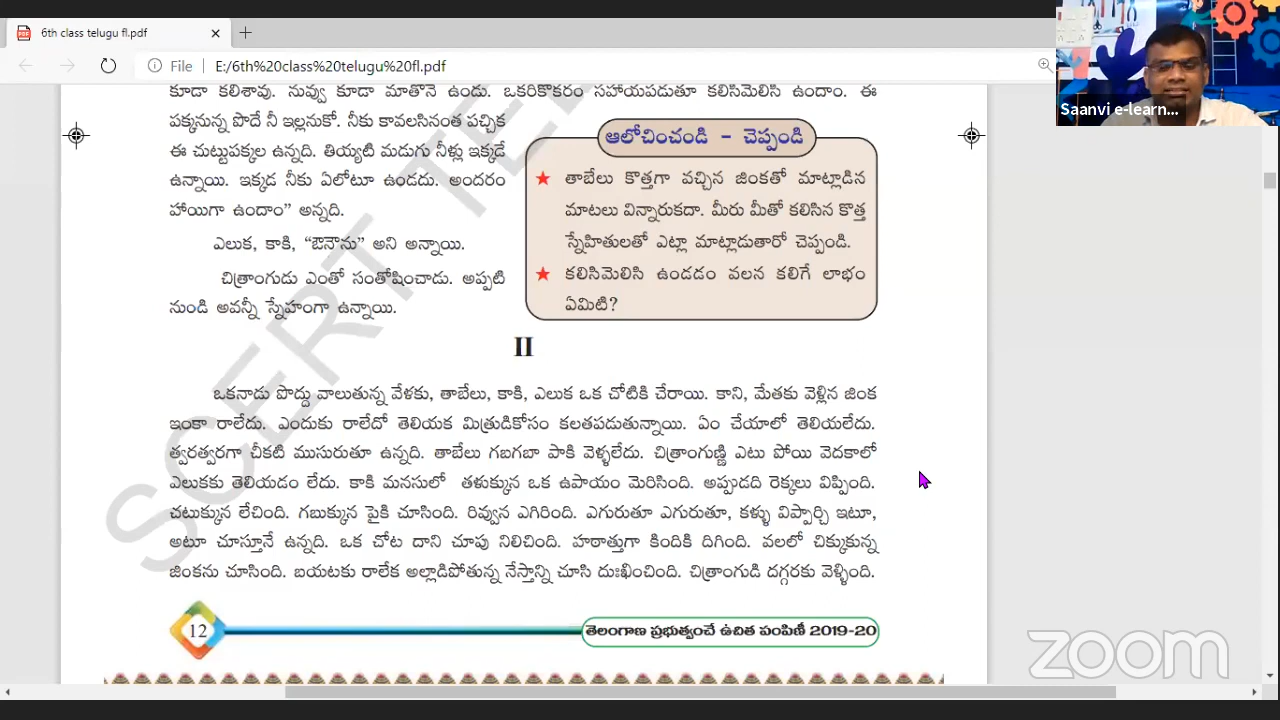 6th class telugu fl.pdf
File E:/6th%20class%20telugu%20fl.pdf
Saanvi e-learn...
కూడా కలిశావు. నువ్వు కూడా మాతోనే ఉండు. ఒకరికొకరం సహాయపడుతూ కలిసిమెలిసి ఉందాం. ఈ
పక్కనున్న పొదే నీ ఇల్లనుకో. నీకు కావలసినంత పచ్చిక
ఈ చుట్టుపక్కల ఉన్నది. తియ్యటి మడుగు నీళ్లు ఇక్కడే
ఉన్నాయి. ఇక్కడ నీకు ఏలోటూ ఉండదు. అందరం
హాయిగా ఉందాం” అన్నది.
ఎలుక, కాకి, “ఔనౌను” అని అన్నాయి.
చిత్రాంగుడు ఎంతో సంతోషించాడు. అప్పటి
నుండి అవన్నీ స్నేహంగా ఉన్నాయి.
ఆలోచించండి - చెప్పండి
★ తాబేలు కొత్తగా వచ్చిన జింకతో మాట్లాడిన
మాటలు విన్నారుకదా. మీరు మీతో కలిసిన కొత్త
స్నేహితులతో ఎట్లా మాట్లాడుతారో చెప్పండి.
★ కలిసిమెలిసి ఉండడం వలన కలిగే లాభం
ఏమిటి?
II
ఒకనాడు పొద్దు వాలుతున్న వేళకు, తాబేలు, కాకి, ఎలుక ఒక చోటికి చేరాయి. కాని, మేతకు వెళ్లిన జింక
ఇంకా రాలేదు. ఎందుకు రాలేదో తెలియక మిత్రుడికోసం కలతపడుతున్నాయి. ఏం చేయాలో తెలియలేదు.
త్వరత్వరగా చీకటి ముసురుతూ ఉన్నది. తాబేలు గబగబా పాకి వెళ్ళలేదు. చిత్రాంగుణ్ణి ఎటు పోయి వెదకాలో
ఎలుకకు తెలియడం లేదు. కాకి మనసులో తళుక్కున ఒక ఉపాయం మెరిసింది. అప్పుడది రెక్కలు విప్పింది.
చటుక్కున లేచింది. గబుక్కున పైకి చూసింది. రివ్వున ఎగిరింది. ఎగురుతూ ఎగురుతూ, కళ్ళు విప్పార్చి ఇటూ,
అటూ చూస్తూనే ఉన్నది. ఒక చోట దాని చూపు నిలిచింది. హఠాత్తుగా కిందికి దిగింది. వలలో చిక్కుకున్న
జింకను చూసింది. బయటకు రాలేక అల్లాడిపోతున్న నేస్తాన్ని చూసి దుఃఖించింది. చిత్రాంగుడి దగ్గరకు వెళ్ళింది.
12
తెలంగాణ ప్రభుత్వంచే ఉచిత పంపిణీ 2019-20
SCERT TEL
zoom